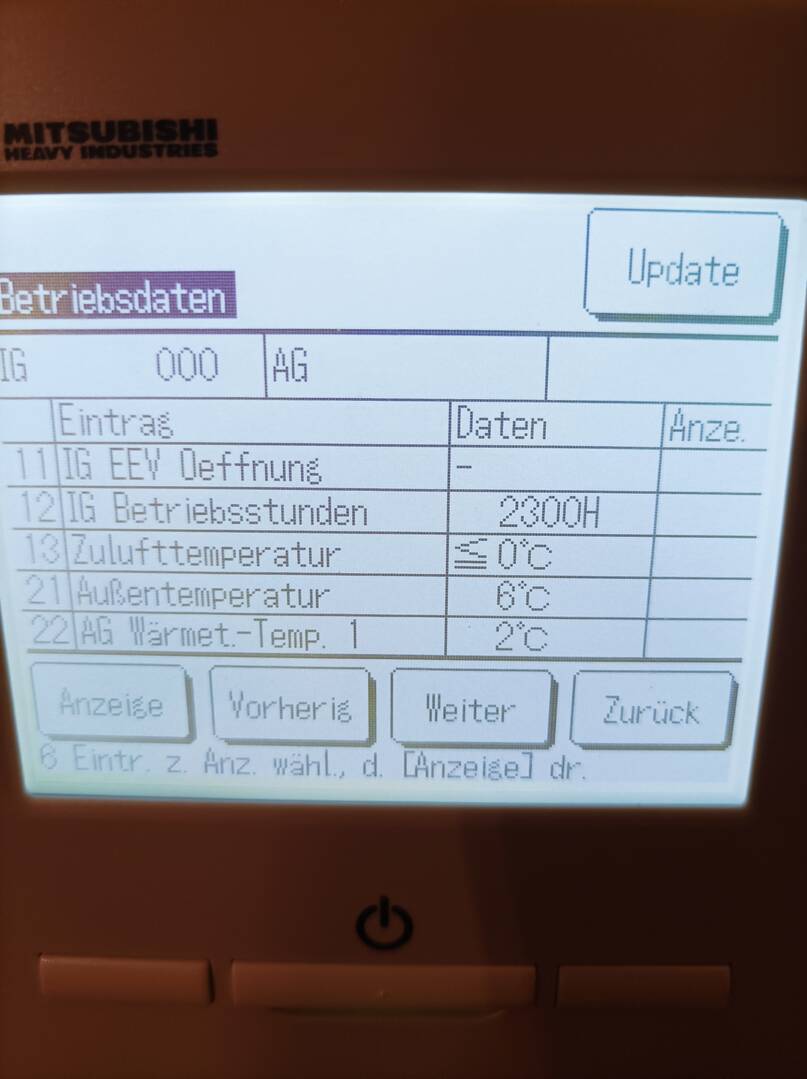 MITSUBISHI
HEAVY INDUSTRIES
Update
Betriebsdaten
IG 000 AG
Eintrag Daten Anze.
11 IG EEV Oeffnung -
12 IG Betriebsstunden 2300H
13 Zulufttemperatur ≦ 0°C
21 Außentemperatur 6°C
22 AG Wärmet.-Temp. 1 2°C
Anzeige Vorherig Weiter Zurück
6 Eintr. z. Anz. wähl., d. [Anzeige] dr.